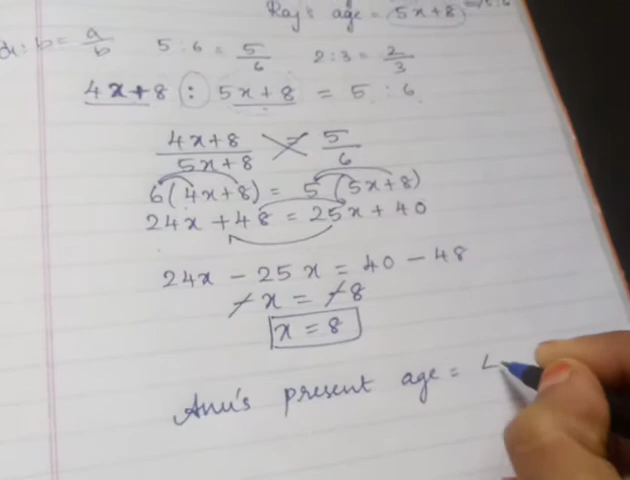 Raj's age = 5x+8
a : b = a/b 5 : 6 = 5/6 2 : 3 = 2/3
4x+8 : 5x+8 = 5 : 6
4x+8/5x+8 = 5/6
6(4x+8) = 5(5x+8)
24x + 48 = 25x + 40
24x - 25x = 40 - 48
-x = -8
x = 8
Anu's present age =